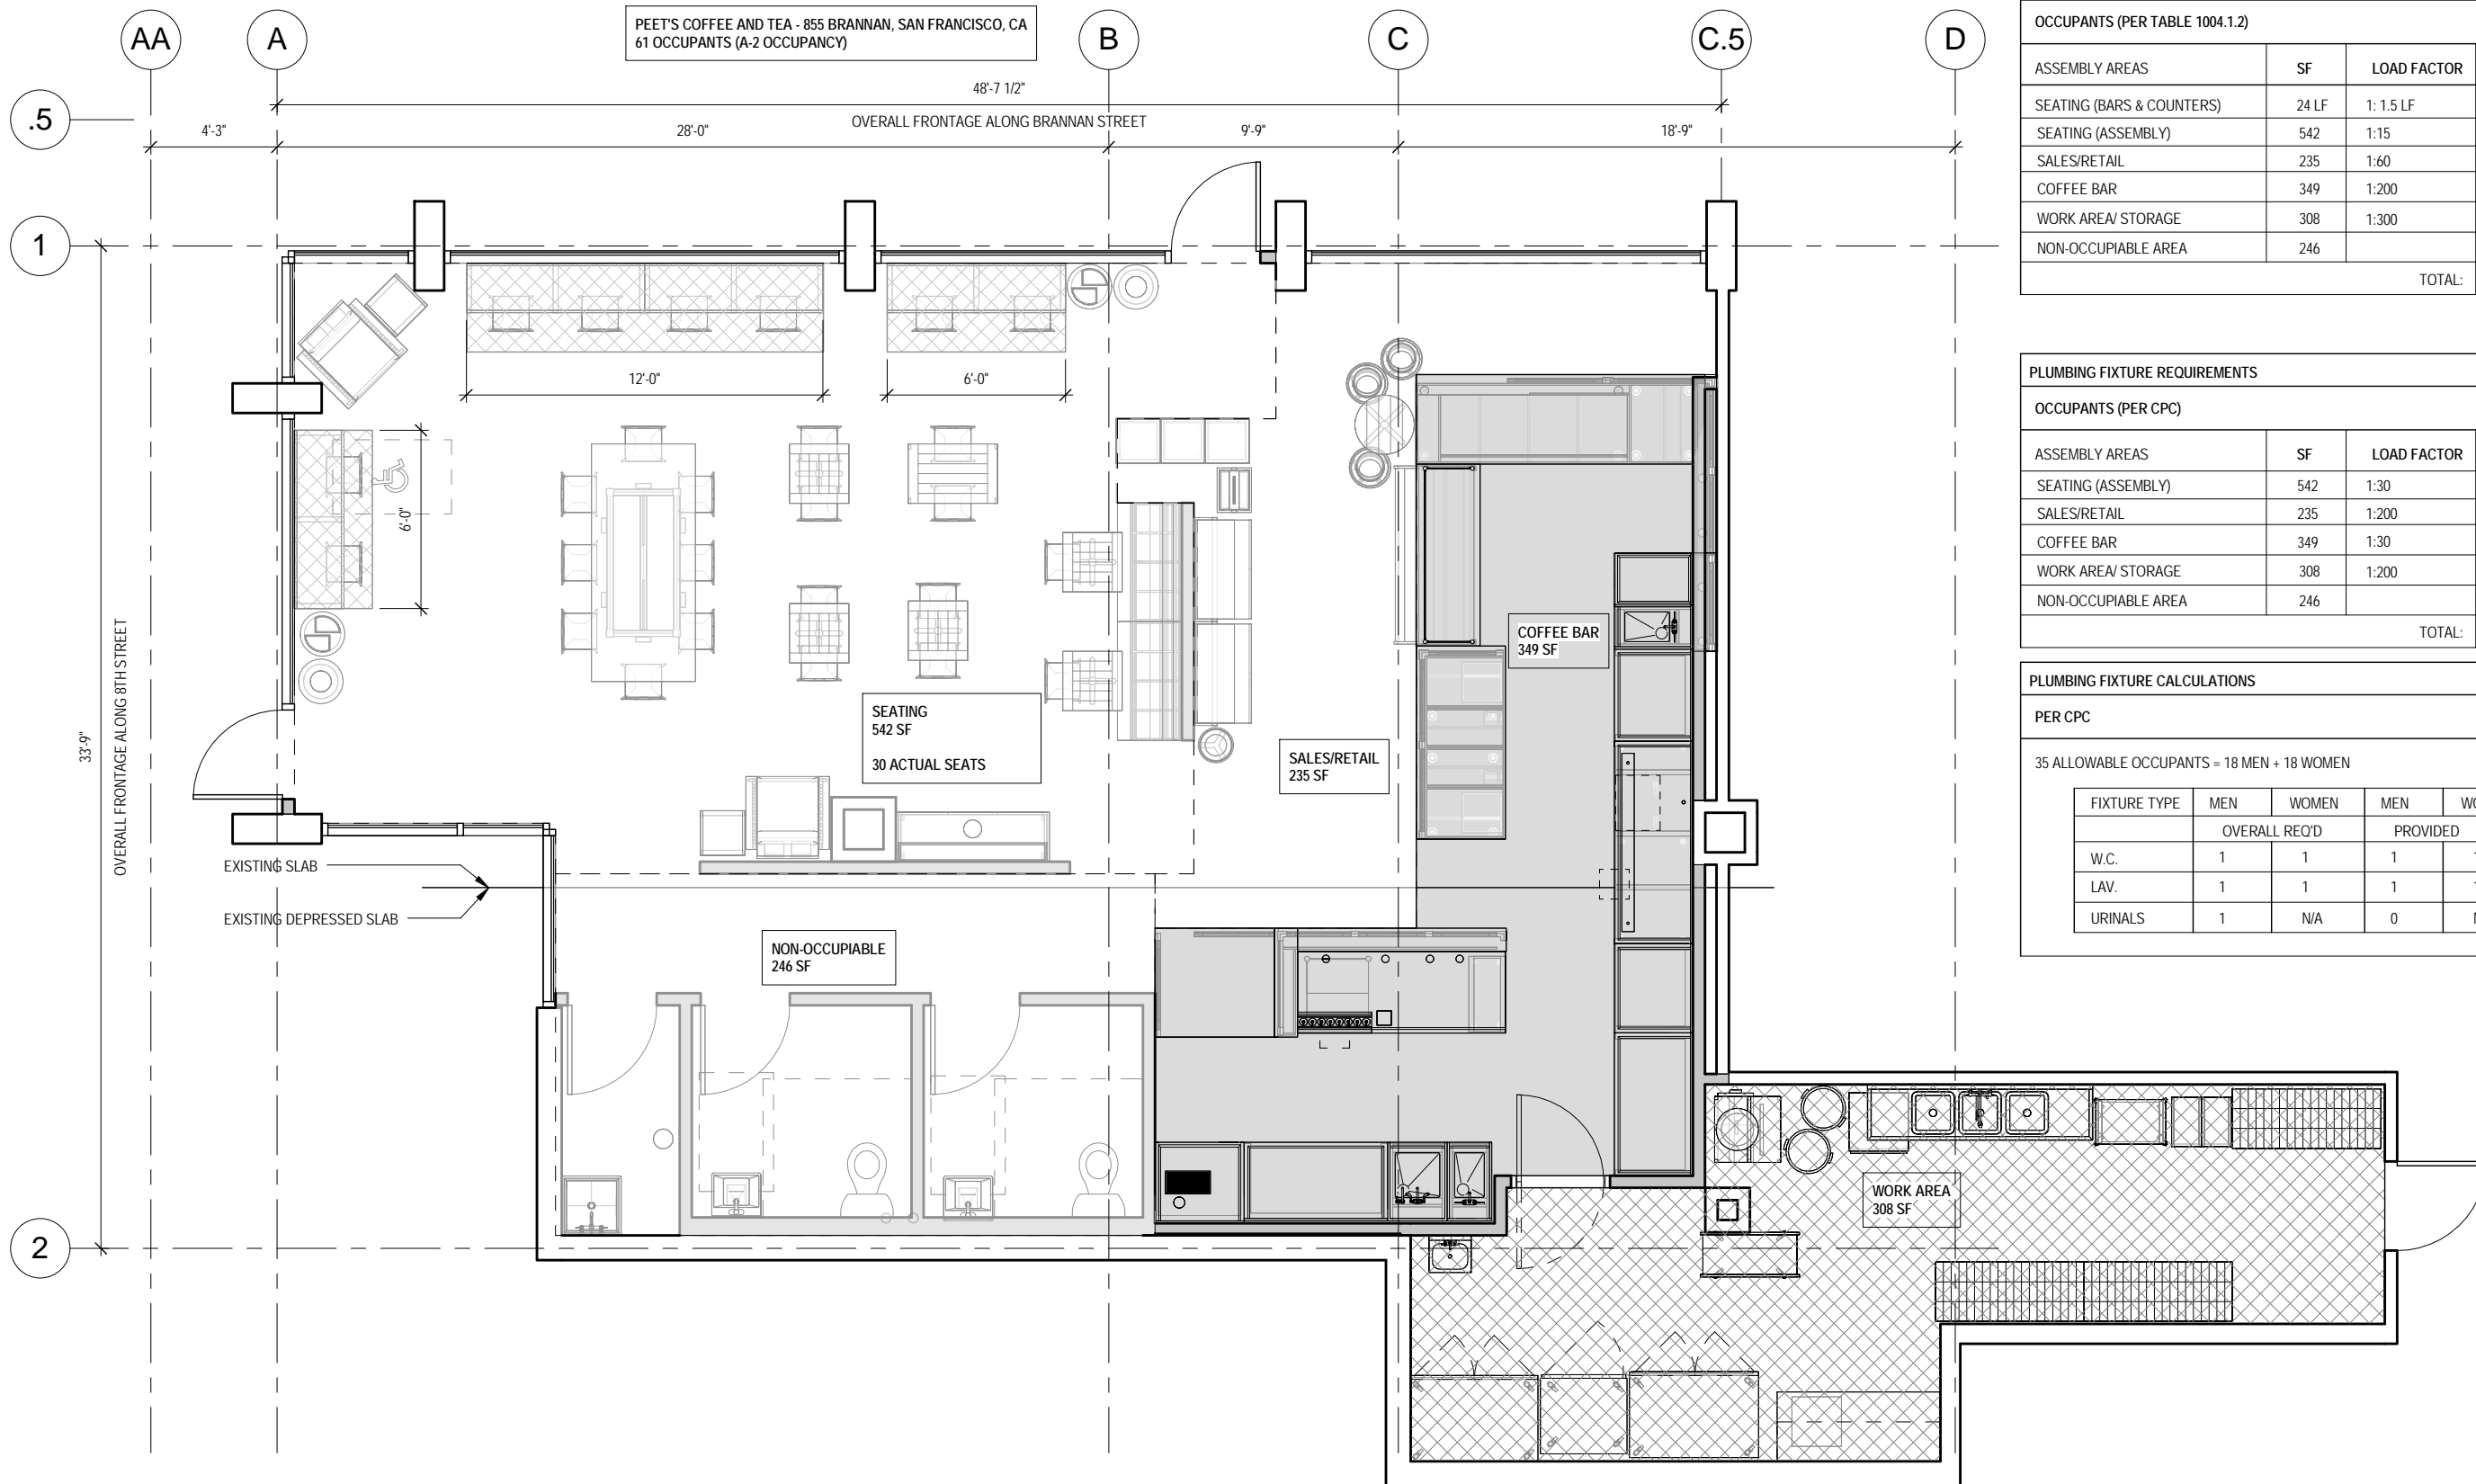 PEET'S COFFEE AND TEA - 855 BRANNAN, SAN FRANCISCO, CA
61 OCCUPANTS (A-2 OCCUPANCY)
AA
A
B
C
C.5
D
.5
1
2
48'-7 1/2"
OVERALL FRONTAGE ALONG BRANNAN STREET
4'-3"
28'-0"
9'-9"
18'-9"
12'-0"
6'-0"
6'-0"
33'-9"
OVERALL FRONTAGE ALONG 8TH STREET
SEATING
542 SF
30 ACTUAL SEATS
COFFEE BAR
349 SF
SALES/RETAIL
235 SF
EXISTING SLAB
EXISTING DEPRESSED SLAB
NON-OCCUPIABLE
246 SF
WORK AREA
308 SF
OCCUPANTS (PER TABLE 1004.1.2)
ASSEMBLY AREAS SF LOAD FACTOR
SEATING (BARS & COUNTERS) 24 LF 1: 1.5 LF
SEATING (ASSEMBLY) 542 1:15
SALES/RETAIL 235 1:60
COFFEE BAR 349 1:200
WORK AREA/ STORAGE 308 1:300
NON-OCCUPIABLE AREA 246
TOTAL:
PLUMBING FIXTURE REQUIREMENTS
OCCUPANTS (PER CPC)
ASSEMBLY AREAS SF LOAD FACTOR
SEATING (ASSEMBLY) 542 1:30
SALES/RETAIL 235 1:200
COFFEE BAR 349 1:30
WORK AREA/ STORAGE 308 1:200
NON-OCCUPIABLE AREA 246
TOTAL:
PLUMBING FIXTURE CALCULATIONS
PER CPC
35 ALLOWABLE OCCUPANTS = 18 MEN + 18 WOMEN
FIXTURE TYPE MEN WOMEN MEN
OVERALL REQ'D PROVIDED
W.C. 1 1 1
LAV. 1 1 1
URINALS 1 N/A 0